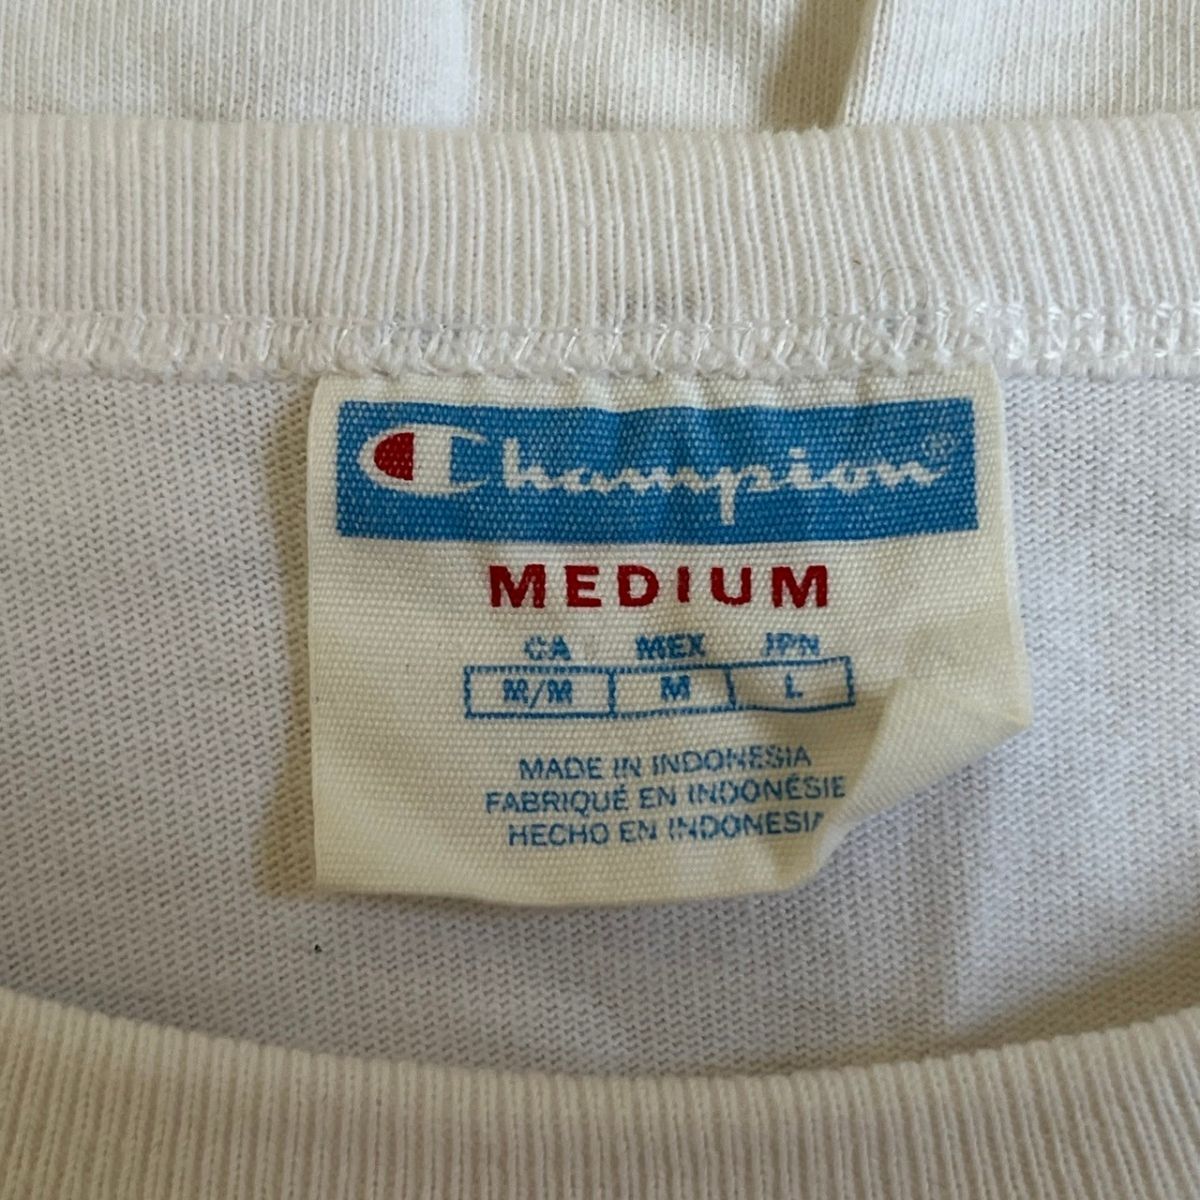 Champion®
MEDIUM
CA MEX JPN
M/M M L
MADE IN INDONESIA
FABRIQUÉ EN INDONÉSIE
HECHO EN INDONESIA